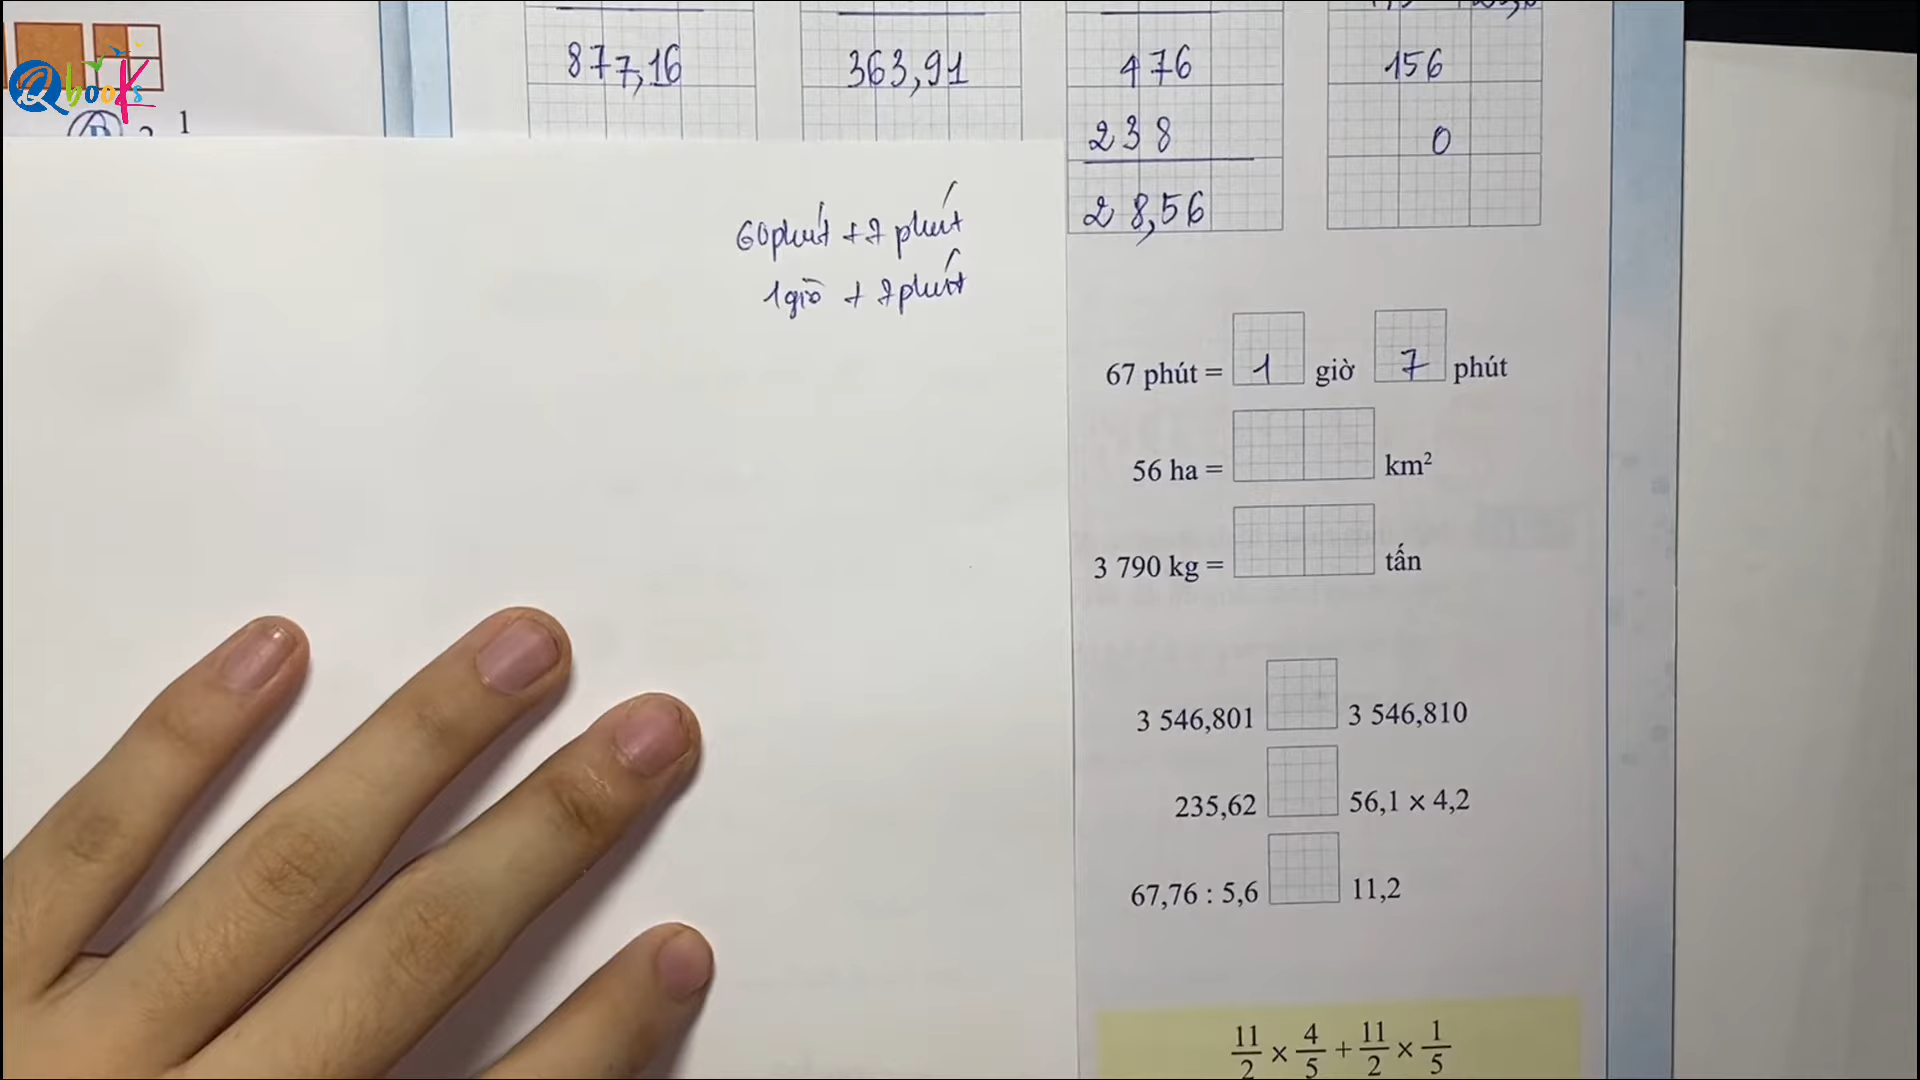 Qbooks
1
877,16
363,91
476
238
28,56
156
0
60phút + 7 phút
1giờ + 7phút
67 phút = 1 giờ 7 phút
56 ha = km²
3 790 kg = tấn
3 546,801 3 546,810
235,62 56,1 × 4,2
67,76 : 5,6 11,2
11/2 × 4/5 + 11/2 × 1/5